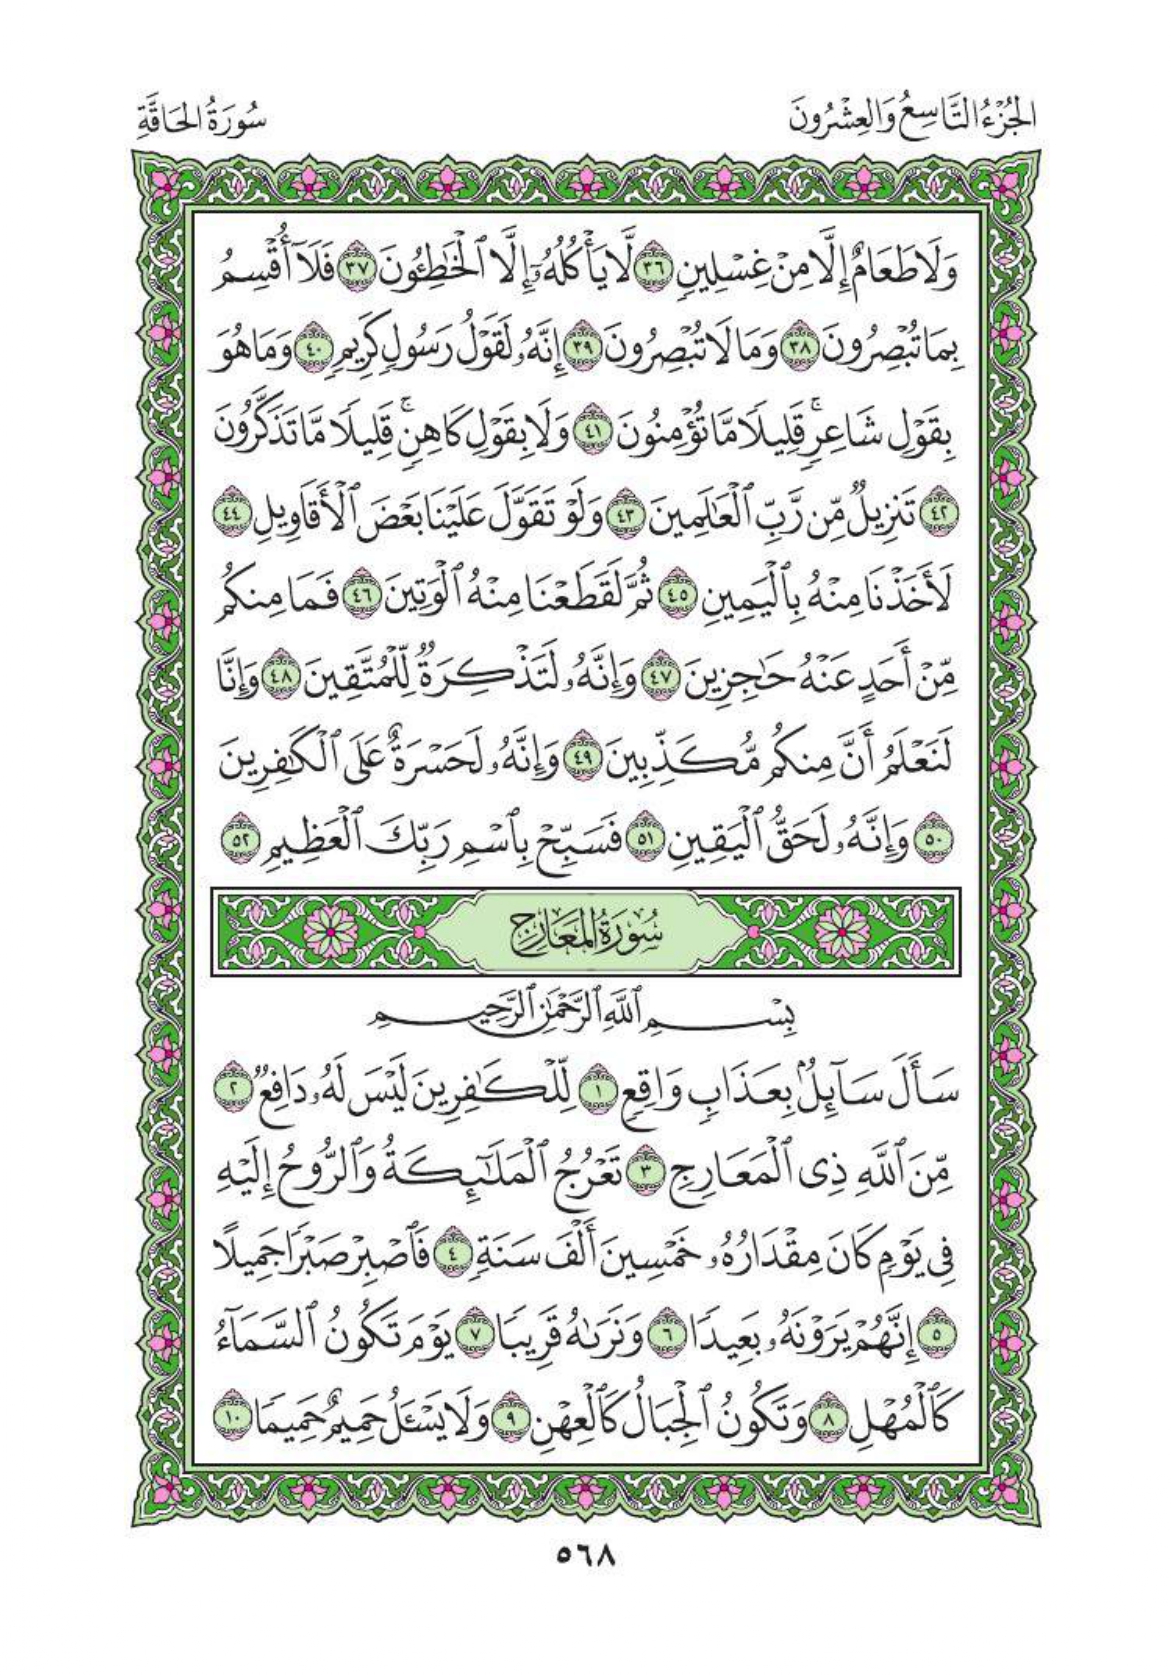 الجُزْءُ التَّاسِعُ وَالعِشْرُونَ
سُورَةُ الحَاقَّةِ
وَلَا طَعَامٌ إِلَّا مِنْ غِسْلِينٍ ٣٦ لَّا يَأْكُلُهُۥٓ إِلَّا ٱلْخَٰطِـُٔونَ ٣٧ فَلَآ أُقْسِمُ
بِمَا تُبْصِرُونَ ٣٨ وَمَا لَا تُبْصِرُونَ ٣٩ إِنَّهُۥ لَقَوْلُ رَسُولٍ كَرِيمٍ ٤٠ وَمَا هُوَ
بِقَوْلِ شَاعِرٍ ۚ قَلِيلًا مَّا تُؤْمِنُونَ ٤١ وَلَا بِقَوْلِ كَاهِنٍ ۚ قَلِيلًا مَّا تَذَكَّرُونَ
٤٢ تَنزِيلٌ مِّن رَّبِّ ٱلْعَٰلَمِينَ ٤٣ وَلَوْ تَقَوَّلَ عَلَيْنَا بَعْضَ ٱلْأَقَاوِيلِ ٤٤
لَأَخَذْنَا مِنْهُ بِٱلْيَمِينِ ٤٥ ثُمَّ لَقَطَعْنَا مِنْهُ ٱلْوَتِينَ ٤٦ فَمَا مِنكُم
مِّنْ أَحَدٍ عَنْهُ حَٰجِزِينَ ٤٧ وَإِنَّهُۥ لَتَذْكِرَةٌ لِّلْمُتَّقِينَ ٤٨ وَإِنَّا
لَنَعْلَمُ أَنَّ مِنكُم مُّكَذِّبِينَ ٤٩ وَإِنَّهُۥ لَحَسْرَةٌ عَلَى ٱلْكَٰفِرِينَ
٥٠ وَإِنَّهُۥ لَحَقُّ ٱلْيَقِينِ ٥١ فَسَبِّحْ بِٱسْمِ رَبِّكَ ٱلْعَظِيمِ ٥٢
سُورَةُ المَعَارِجِ
بِسْمِ ٱللَّهِ ٱلرَّحْمَٰنِ ٱلرَّحِيمِ
سَأَلَ سَآئِلٌۢ بِعَذَابٍ وَاقِعٍ ١ لِّلْكَٰفِرِينَ لَيْسَ لَهُۥ دَافِعٌ ٢
مِّنَ ٱللَّهِ ذِى ٱلْمَعَارِجِ ٣ تَعْرُجُ ٱلْمَلَٰٓئِكَةُ وَٱلرُّوحُ إِلَيْهِ
فِى يَوْمٍ كَانَ مِقْدَارُهُۥ خَمْسِينَ أَلْفَ سَنَةٍ ٤ فَٱصْبِرْ صَبْرًا جَمِيلًا
٥ إِنَّهُمْ يَرَوْنَهُۥ بَعِيدًا ٦ وَنَرَىٰهُ قَرِيبًا ٧ يَوْمَ تَكُونُ ٱلسَّمَآءُ
كَٱلْمُهْلِ ٨ وَتَكُونُ ٱلْجِبَالُ كَٱلْعِهْنِ ٩ وَلَا يَسْـَٔلُ حَمِيمٌ حَمِيمًا ١٠
٥٦٨